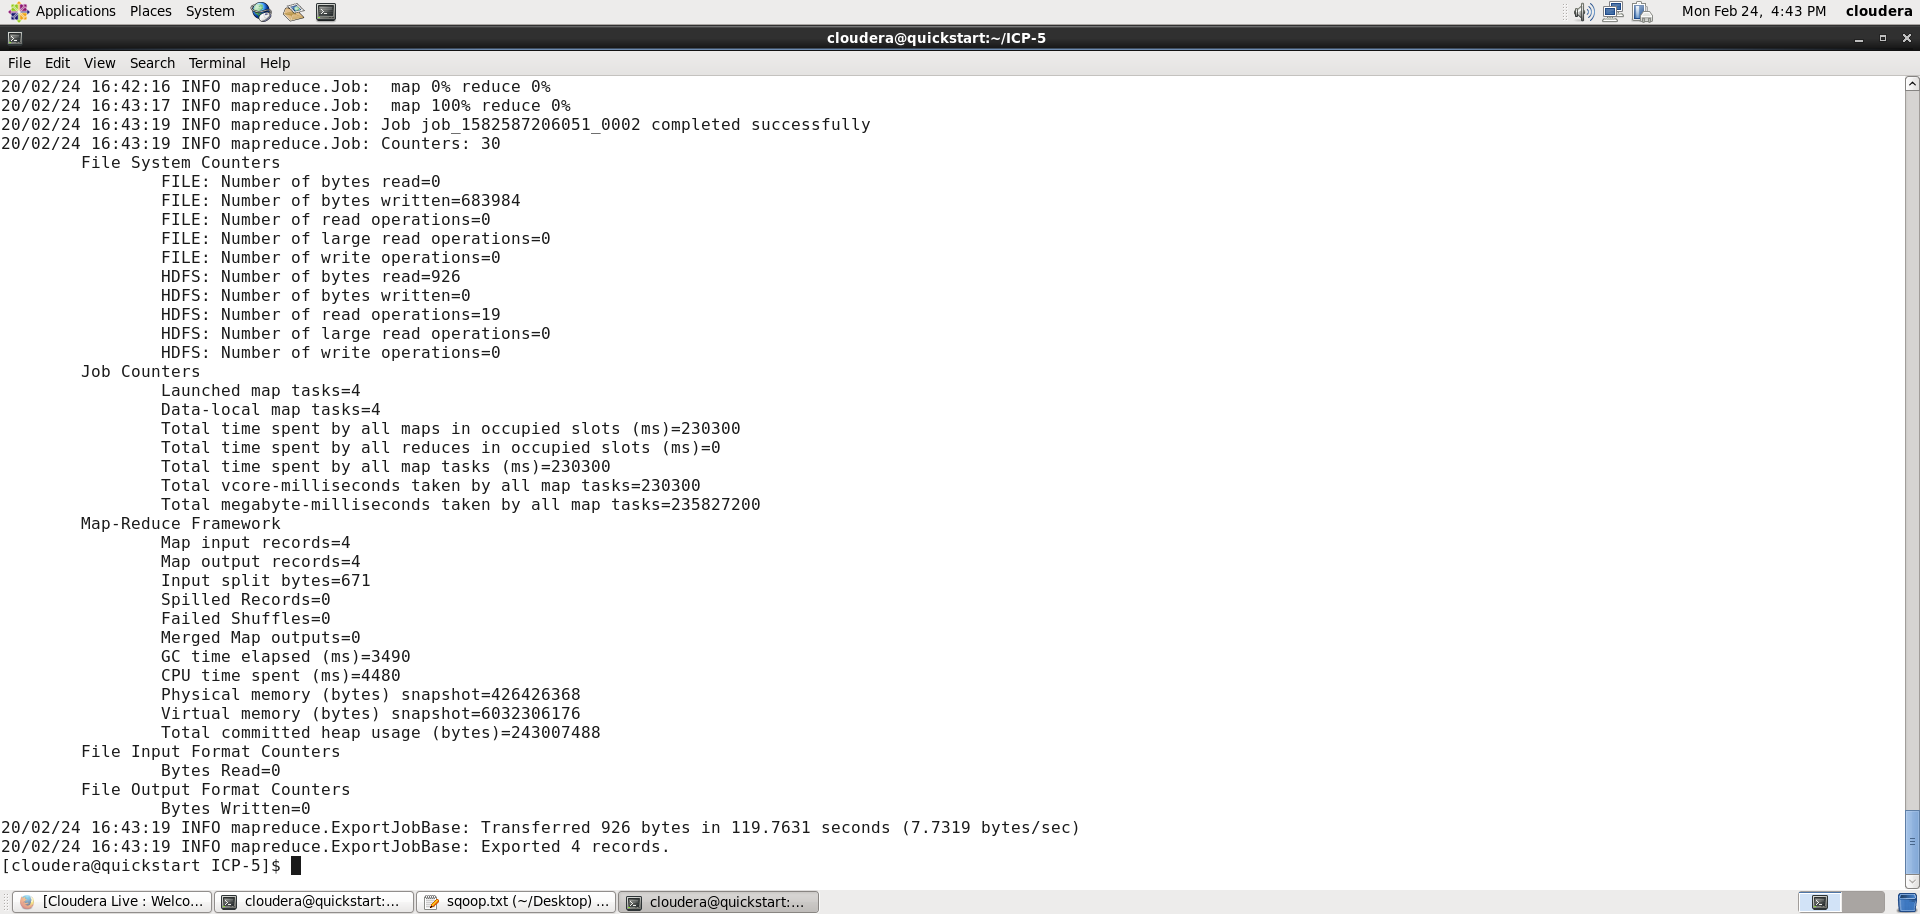 Applications Places System Mon Feb 24, 4:43 PM cloudera
cloudera@quickstart:~/ICP-5
File Edit View Search Terminal Help
20/02/24 16:42:16 INFO mapreduce.Job:  map 0% reduce 0%
20/02/24 16:43:17 INFO mapreduce.Job:  map 100% reduce 0%
20/02/24 16:43:19 INFO mapreduce.Job: Job job_1582587206051_0002 completed successfully
20/02/24 16:43:19 INFO mapreduce.Job: Counters: 30
File System Counters
FILE: Number of bytes read=0
FILE: Number of bytes written=683984
FILE: Number of read operations=0
FILE: Number of large read operations=0
FILE: Number of write operations=0
HDFS: Number of bytes read=926
HDFS: Number of bytes written=0
HDFS: Number of read operations=19
HDFS: Number of large read operations=0
HDFS: Number of write operations=0
Job Counters
Launched map tasks=4
Data-local map tasks=4
Total time spent by all maps in occupied slots (ms)=230300
Total time spent by all reduces in occupied slots (ms)=0
Total time spent by all map tasks (ms)=230300
Total vcore-milliseconds taken by all map tasks=230300
Total megabyte-milliseconds taken by all map tasks=235827200
Map-Reduce Framework
Map input records=4
Map output records=4
Input split bytes=671
Spilled Records=0
Failed Shuffles=0
Merged Map outputs=0
GC time elapsed (ms)=3490
CPU time spent (ms)=4480
Physical memory (bytes) snapshot=426426368
Virtual memory (bytes) snapshot=6032306176
Total committed heap usage (bytes)=243007488
File Input Format Counters
Bytes Read=0
File Output Format Counters
Bytes Written=0
20/02/24 16:43:19 INFO mapreduce.ExportJobBase: Transferred 926 bytes in 119.7631 seconds (7.7319 bytes/sec)
20/02/24 16:43:19 INFO mapreduce.ExportJobBase: Exported 4 records.
[cloudera@quickstart ICP-5]$
[Cloudera Live : Welco... cloudera@quickstart:... sqoop.txt (~/Desktop) ... cloudera@quickstart:...